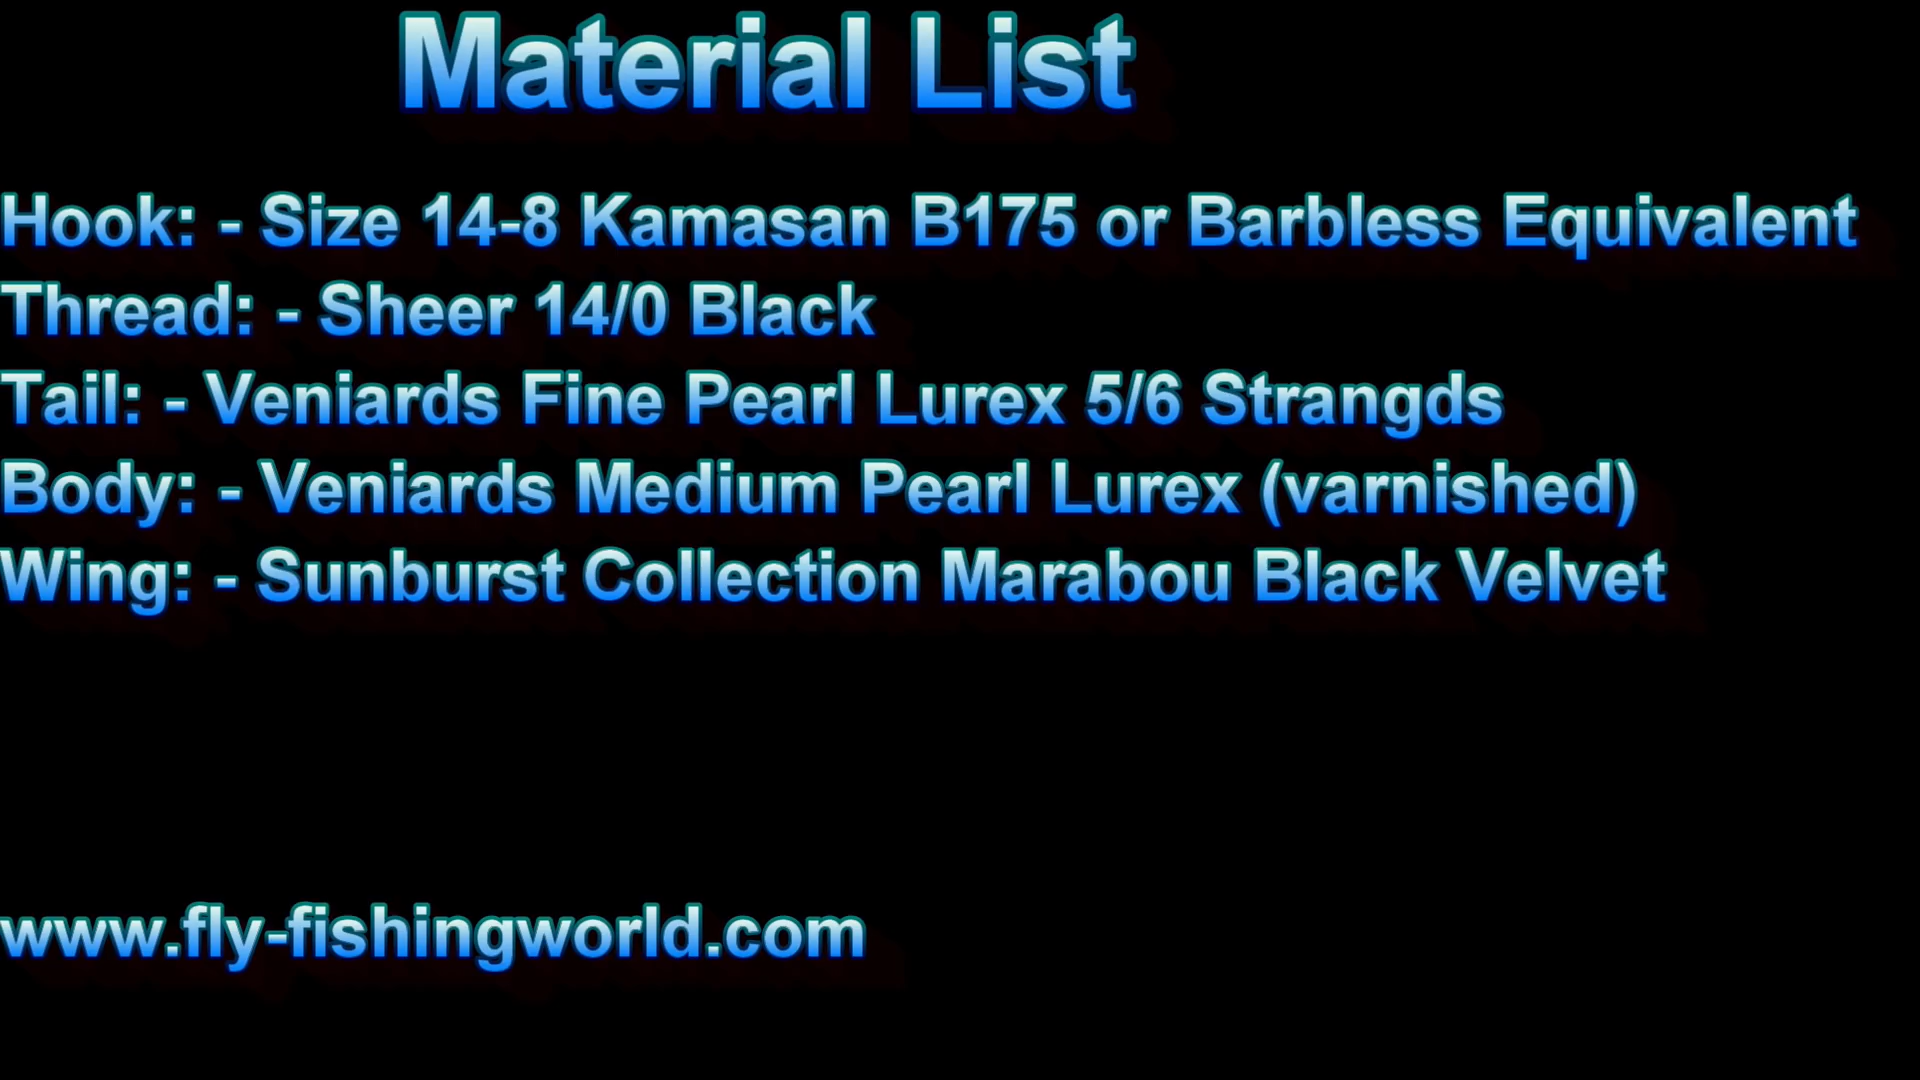 Material List
Hook: - Size 14-8 Kamasan B175 or Barbless Equivalent
Thread: - Sheer 14/0 Black
Tail: - Veniards Fine Pearl Lurex 5/6 Strangds
Body: - Veniards Medium Pearl Lurex (varnished)
Wing: - Sunburst Collection Marabou Black Velvet
www.fly-fishingworld.com